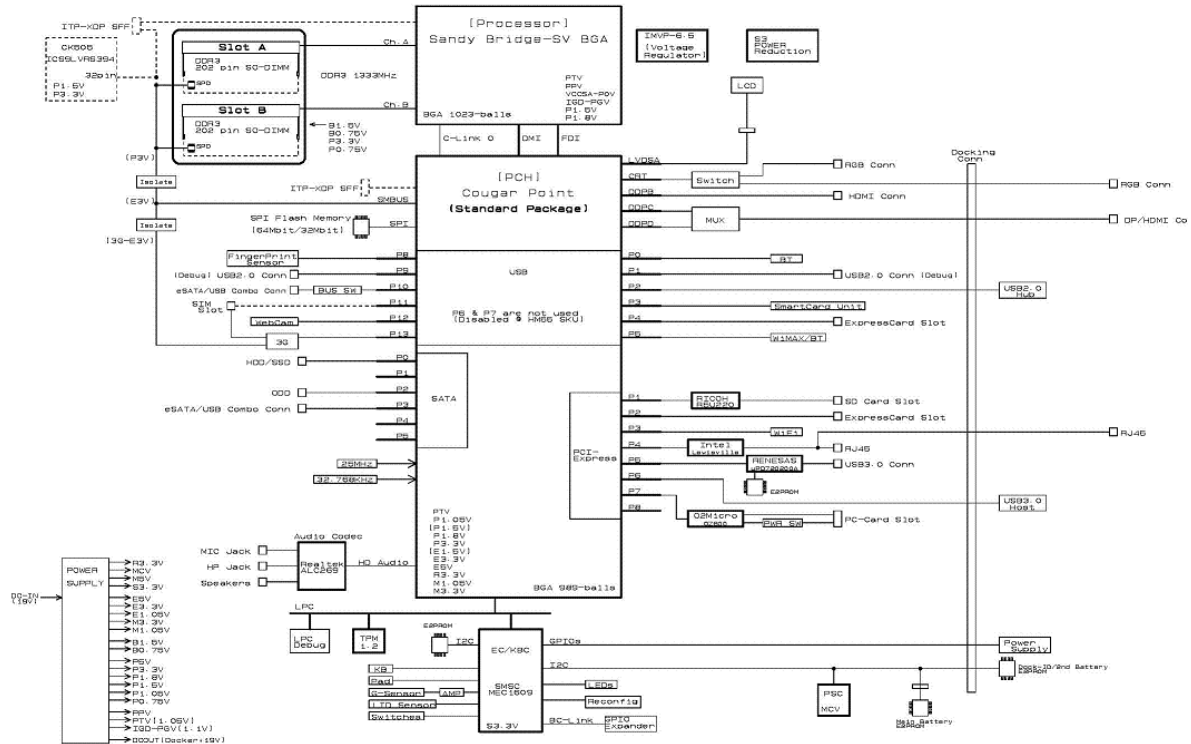 ITP-XDP SFF
CK505
ICS9LVRS394
32pin
P1.5V
P3.3V
Slot A
DDR3
202 pin SO-DIMM
SPD
Slot B
DDR3
202 pin SO-DIMM
SPD
Ch.A
DDR3 1333MHz
Ch.B
B1.5V
B0.75V
P3.3V
P0.75V
[Processor]
Sandy Bridge-SV BGA
PTV
PPV
VCCSA-POV
IGD-PGV
P1.5V
P1.8V
BGA 1023-balls
IMVP-6.5
(Voltage
Regulator)
S3
POWER
Reduction
LCD
C-Link 0
DMI
FDI
(P3V)
Isolate
(E3V)
Isolate
(3G-E3V)
ITP-XDP SFF
SMBUS
SPI Flash Memory
(64Mbit/32Mbit)
SPI
[PCH]
Cougar Point
(Standard Package)
LVDSA
CRT
DDPB
DDPC
DDPD
Switch
MUX
RGB Conn
HDMI Conn
Docking
Conn
RGB Conn
DP/HDMI Co
FingerPrint
Sensor
P8
(Debug) USB2.0 Conn
P9
eSATA/USB Combo Conn
BUS SW
P10
SIM
Slot
P11
WebCam
P12
3G
P13
USB
P6 & P7 are not used
(Disabled @ HM65 SKU)
P0
BT
P1
USB2.0 Conn (Debug)
P2
USB2.0
Hub
P3
SmartCard Unit
P4
ExpressCard Slot
P5
WiMAX/BT
HDD/SSD
P0
P1
ODD
P2
eSATA/USB Combo Conn
P3
P4
P5
SATA
25MHz
32.768KHz
PCI-
Express
P1
RICOH
R5U220
SD Card Slot
P2
ExpressCard Slot
P3
WiFi
P4
Intel
Lewisville
RJ45
RJ45
P5
RENESAS
uPD720200A
USB3.0 Conn
E2PROM
P6
USB3.0
Host
P7
O2Micro
PWR SW
PC-Card Slot
P8
PTV
P1.05V
(P1.5V)
P1.8V
P3.3V
(E1.5V)
E3.3V
E5V
R3.3V
M1.05V
M3.3V
BGA 989-balls
Audio Codec
MIC Jack
HP Jack
Speakers
Realtek
ALC269
HD Audio
DC-IN
(19V)
POWER
SUPPLY
R3.3V
MCV
M5V
S3.3V
E5V
E3.3V
E1.05V
M3.3V
M1.05V
B1.5V
B0.75V
P5V
P3.3V
P1.8V
P1.5V
P1.05V
P0.75V
PPV
PTV(1.05V)
IGD-PGV(1.1V)
DCOUT(Docker+19V)
LPC
LPC
Debug
TPM
1.2
E2PROM
I2C
EC/KBC
SMSC
MEC1609
S3.3V
KB
Pad
G-Sensor
AMP
LID Sensor
Switches
GPIOs
Power
Supply
I2C
Dock-ID/2nd Battery
E2PROM
LEDs
Reconfig
BC-Link
GPIO
Expander
PSC
MCV
Main Battery
E2PROM